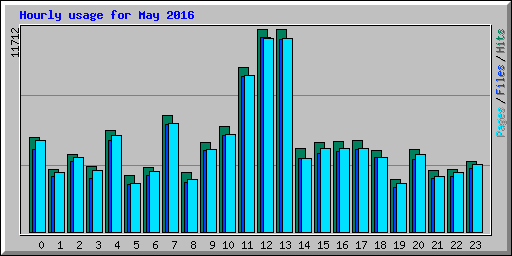 Hourly usage for May 2016
11712
Pages/Files/Hits
0 1 2 3 4 5 6 7 8 9 10 11 12 13 14 15 16 17 18 19 20 21 22 23